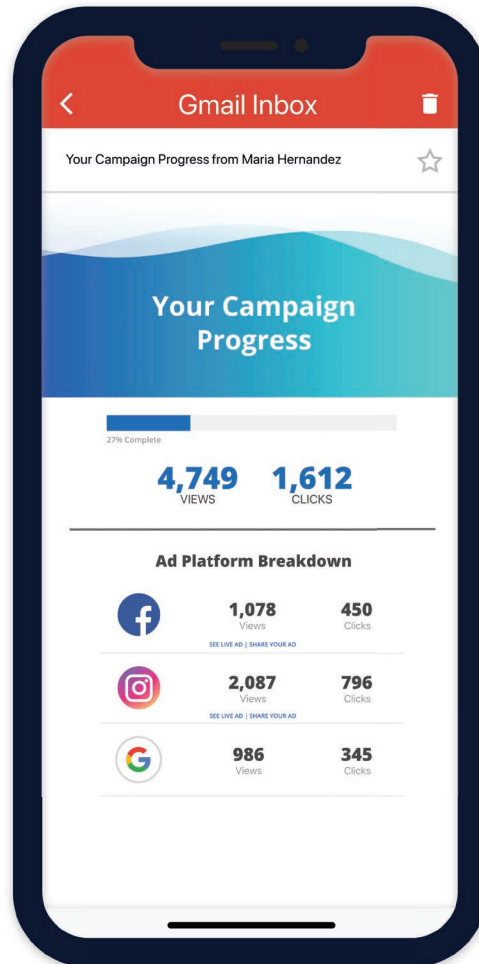 Gmail Inbox
Your Campaign Progress from Maria Hernandez
Your Campaign
Progress
27% Complete
4,749 1,612
VIEWS CLICKS
Ad Platform Breakdown
1,078 450
Views Clicks
SEE LIVE AD | SHARE YOUR AD
2,087 796
Views Clicks
SEE LIVE AD | SHARE YOUR AD
986 345
Views Clicks